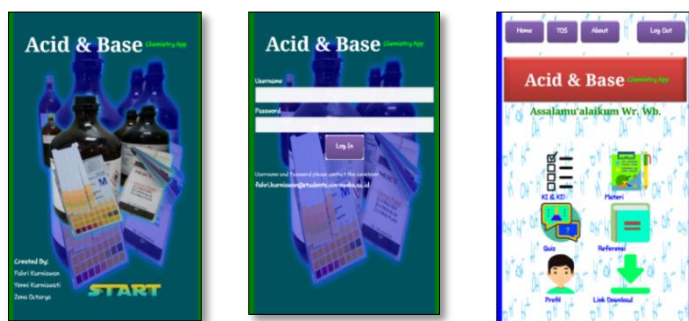 Acid & Base Chemistry App
Created By:
Fahri Kurniawan
Yenni Kurniawati
Zona Octarya
START
Acid & Base Chemistry App
Username
Password
Log In
Username and Password please contact the developer
fahri.kurniawan@students.uin-suska.ac.id
Home
TOS
About
Log Out
Acid & Base Chemistry App
Assalamu'alaikum Wr. Wb.
KI & KD
Materi
Quiz
Referensi
Profil
Link Download